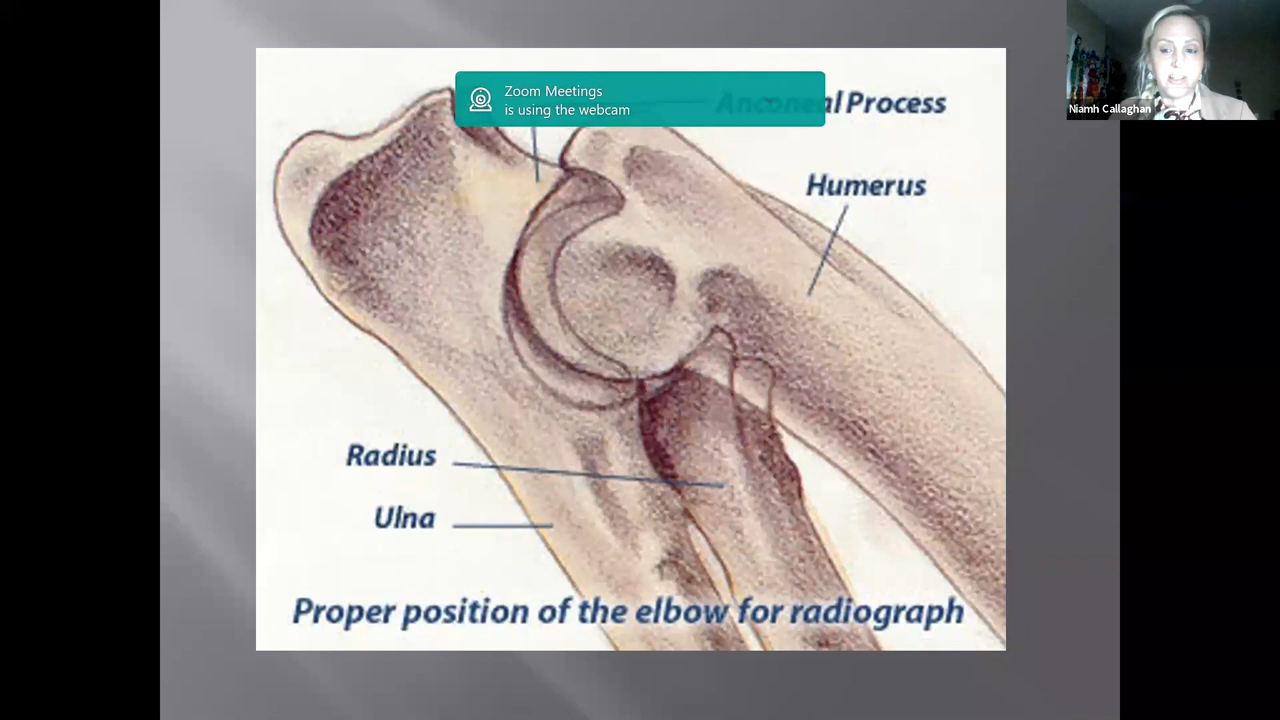 Zoom Meetings
is using the webcam
Anconeal Process
Niamh Callaghan
Humerus
Radius
Ulna
Proper position of the elbow for radiograph